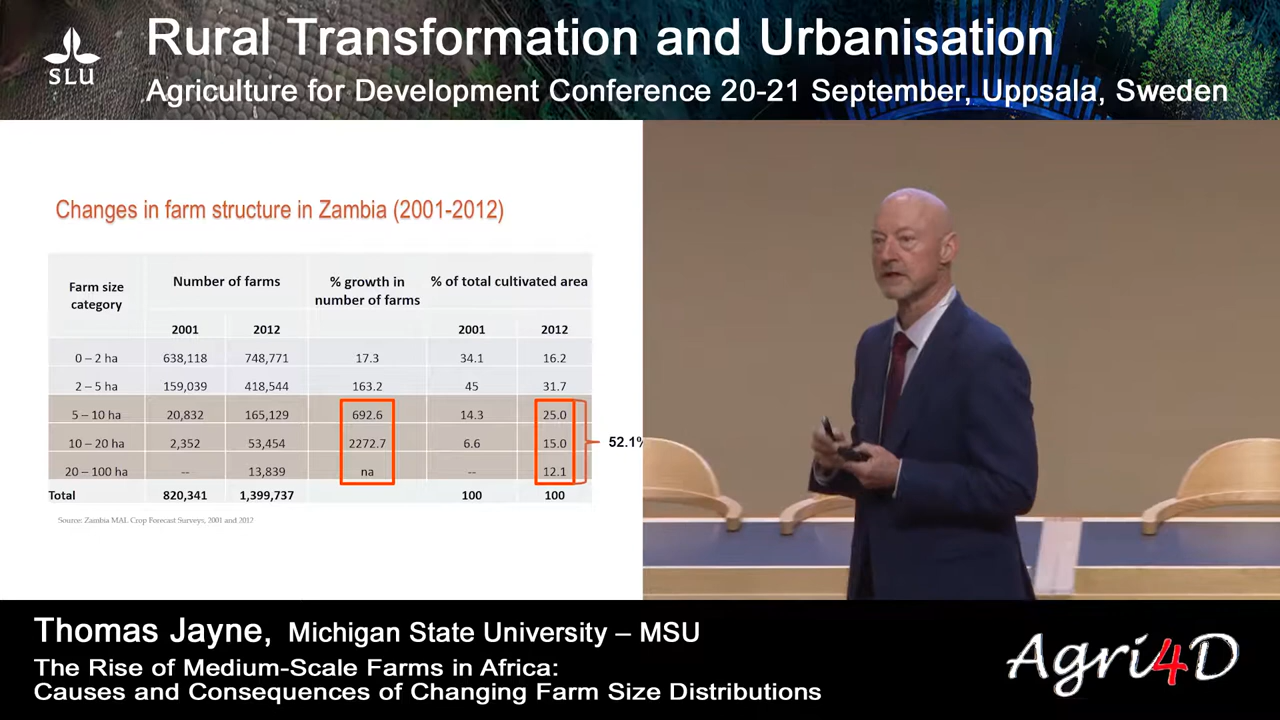 SLU
Rural Transformation and Urbanisation
Agriculture for Development Conference 20-21 September, Uppsala, Sweden
Changes in farm structure in Zambia (2001-2012)
Farm size category Number of farms % growth in number of farms % of total cultivated area
2001 2012 2001 2012
0 – 2 ha 638,118 748,771 17.3 34.1 16.2
2 – 5 ha 159,039 418,544 163.2 45 31.7
5 – 10 ha 20,832 165,129 692.6 14.3 25.0
10 – 20 ha 2,352 53,454 2272.7 6.6 15.0
20 – 100 ha -- 13,839 na -- 12.1
52.1%
Total 820,341 1,399,737 100 100
Source: Zambia MAL Crop Forecast Surveys, 2001 and 2012
Thomas Jayne, Michigan State University – MSU
The Rise of Medium-Scale Farms in Africa:
Causes and Consequences of Changing Farm Size Distributions
Agri4D